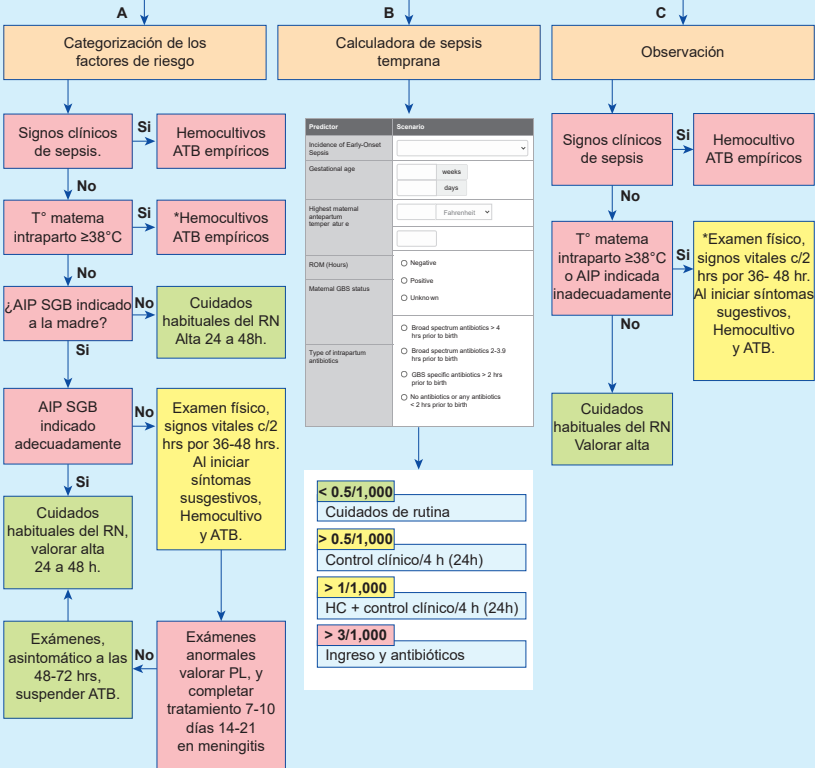 A
Categorización de los
factores de riesgo
Signos clínicos
de sepsis.
Si
Hemocultivos
ATB empíricos
No
T° matema
intraparto ≥38°C
Si
*Hemocultivos
ATB empíricos
No
¿AIP SGB indicado
a la madre?
No
Cuidados
habituales del RN
Alta 24 a 48h.
Si
AIP SGB
indicado
adecuadamente
No
Examen físico,
signos vitales c/2
hrs por 36-48 hrs.
Al iniciar
síntomas
susgestivos,
Hemocultivo
y ATB.
Si
Cuidados
habituales del RN,
valorar alta
24 a 48 h.
Exámenes,
asintomático a las
48-72 hrs,
suspender ATB.
No
Exámenes
anormales
valorar PL, y
completar
tratamiento 7-10
días 14-21
en meningitis
B
Calculadora de sepsis
temprana
Predictor
Scenario
Incidence of Early-Onset
Sepsis
Gestational age
weeks
days
Highest maternal
antepartum
temper atur e
Fahrenheit
ROM (Hours)
Maternal GBS status
Negative
Positive
Unknown
Type of intrapartum
antibiotics
Broad spectrum antibiotics > 4
hrs prior to birth
Broad spectrum antibiotics 2-3.9
hrs prior to birth
GBS specific antibiotics > 2 hrs
prior to birth
No antibiotics or any antibiotics
< 2 hrs prior to birth
< 0.5/1,000
Cuidados de rutina
> 0.5/1,000
Control clínico/4 h (24h)
> 1/1,000
HC + control clínico/4 h (24h)
> 3/1,000
Ingreso y antibióticos
C
Observación
Signos clínicos
de sepsis
Si
Hemocultivo
ATB empíricos
No
T° matema
intraparto ≥38°C
o AIP indicada
inadecuadamente
Si
*Examen físico,
signos vitales c/2
hrs por 36- 48 hr.
Al iniciar síntomas
sugestivos,
Hemocultivo
y ATB.
No
Cuidados
habituales del RN
Valorar alta